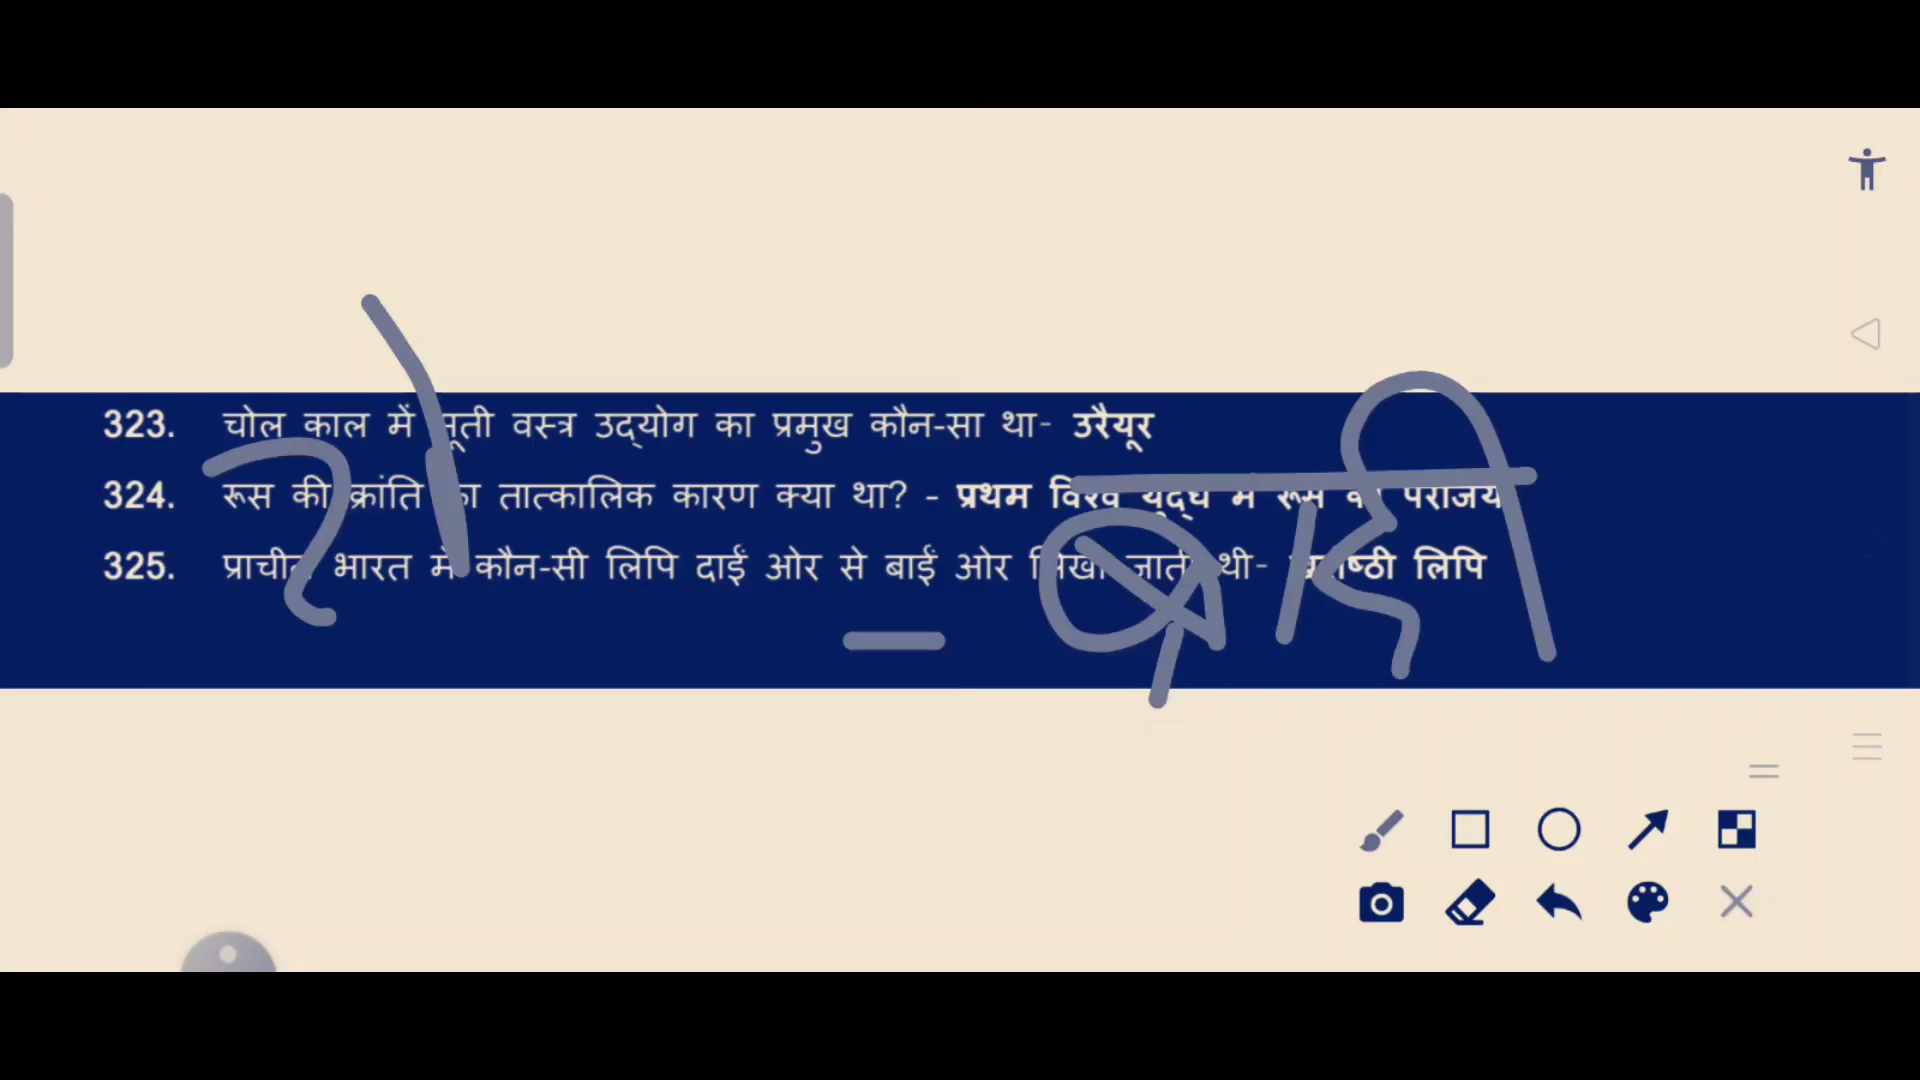 323. चोल काल में सूती वस्त्र उद्योग का प्रमुख कौन-सा था- उरैयूर
324. रूस की क्रांति का तात्कालिक कारण क्या था? - प्रथम विश्व युद्ध में रूस की पराजय
325. प्राचीन भारत में कौन-सी लिपि दाईं ओर से बाईं ओर लिखी जाती थी- खरोष्ठी लिपि